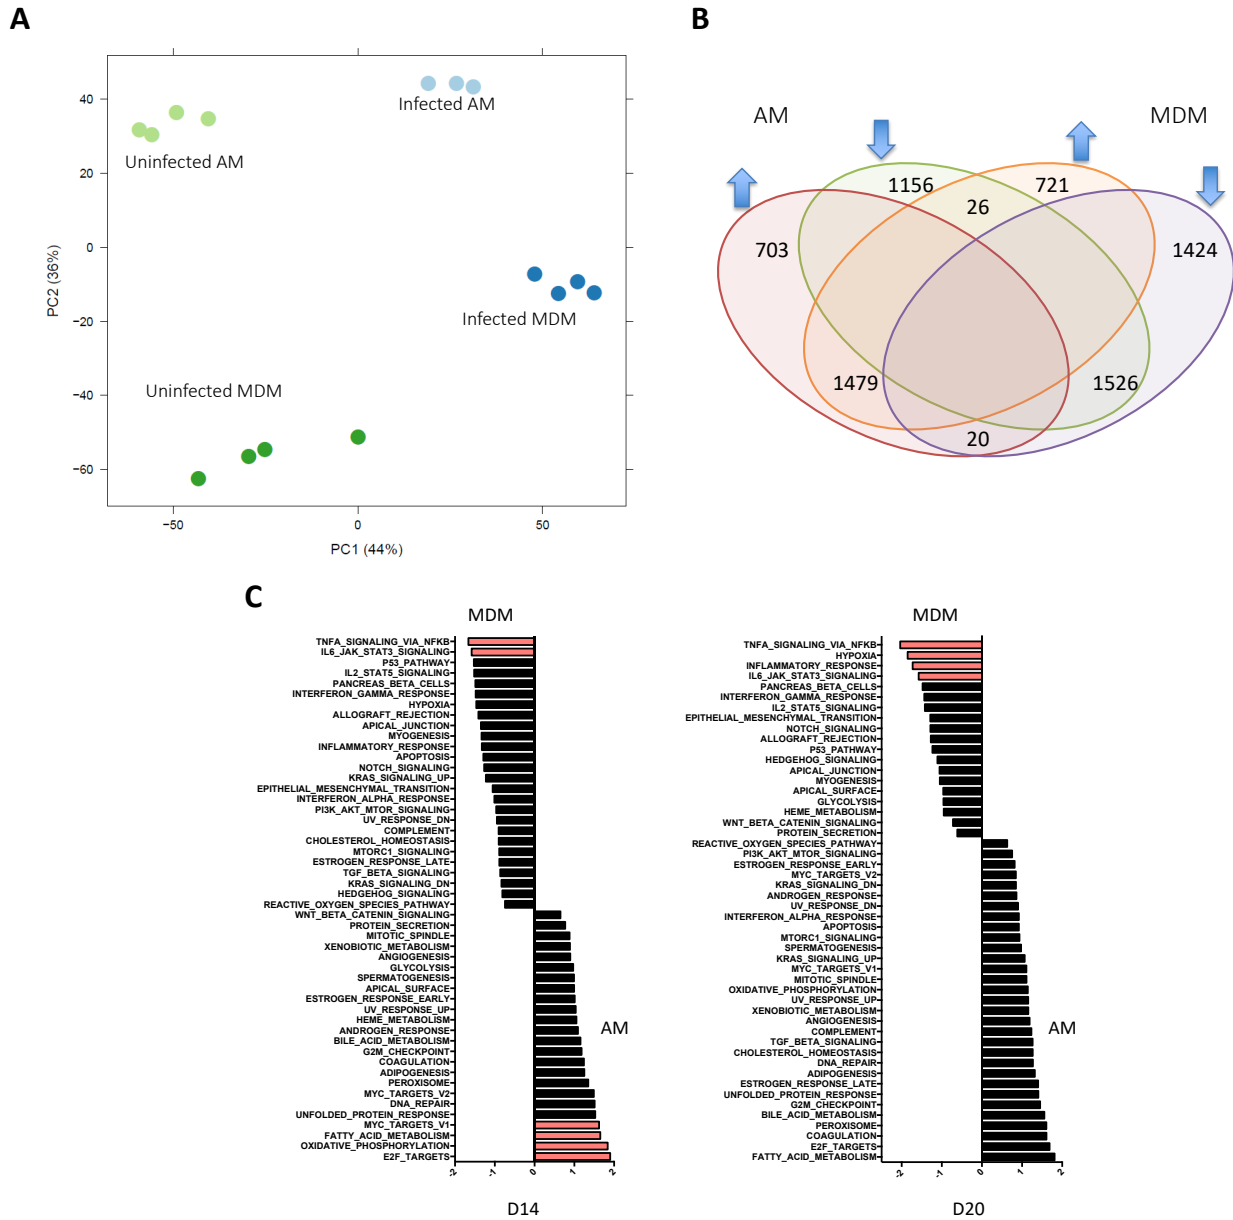 A
B
40
20
0
−20
−40
−60
PC2 (36%)
−50
0
50
PC1 (44%)
Infected AM
Uninfected AM
Infected MDM
Uninfected MDM
AM
MDM
1156
721
26
703
1424
1479
1526
20
C
MDM
TNFA_SIGNALING_VIA_NFKB
IL6_JAK_STAT3_SIGNALING
P53_PATHWAY
IL2_STAT5_SIGNALING
PANCREAS_BETA_CELLS
INTERFERON_GAMMA_RESPONSE
HYPOXIA
ALLOGRAFT_REJECTION
APICAL_JUNCTION
MYOGENESIS
INFLAMMATORY_RESPONSE
APOPTOSIS
NOTCH_SIGNALING
KRAS_SIGNALING_UP
EPITHELIAL_MESENCHYMAL_TRANSITION
INTERFERON_ALPHA_RESPONSE
PI3K_AKT_MTOR_SIGNALING
UV_RESPONSE_DN
COMPLEMENT
CHOLESTEROL_HOMEOSTASIS
MTORC1_SIGNALING
ESTROGEN_RESPONSE_LATE
TGF_BETA_SIGNALING
KRAS_SIGNALING_DN
HEDGEHOG_SIGNALING
REACTIVE_OXYGEN_SPECIES_PATHWAY
WNT_BETA_CATENIN_SIGNALING
PROTEIN_SECRETION
MITOTIC_SPINDLE
XENOBIOTIC_METABOLISM
ANGIOGENESIS
GLYCOLYSIS
SPERMATOGENESIS
APICAL_SURFACE
ESTROGEN_RESPONSE_EARLY
UV_RESPONSE_UP
HEME_METABOLISM
ANDROGEN_RESPONSE
BILE_ACID_METABOLISM
G2M_CHECKPOINT
COAGULATION
ADIPOGENESIS
PEROXISOME
MYC_TARGETS_V2
DNA_REPAIR
UNFOLDED_PROTEIN_RESPONSE
MYC_TARGETS_V1
FATTY_ACID_METABOLISM
OXIDATIVE_PHOSPHORYLATION
E2F_TARGETS
AM
-2
-1
0
1
2
D14
MDM
TNFA_SIGNALING_VIA_NFKB
HYPOXIA
INFLAMMATORY_RESPONSE
IL6_JAK_STAT3_SIGNALING
PANCREAS_BETA_CELLS
INTERFERON_GAMMA_RESPONSE
IL2_STAT5_SIGNALING
EPITHELIAL_MESENCHYMAL_TRANSITION
NOTCH_SIGNALING
ALLOGRAFT_REJECTION
P53_PATHWAY
HEDGEHOG_SIGNALING
APICAL_JUNCTION
MYOGENESIS
APICAL_SURFACE
GLYCOLYSIS
HEME_METABOLISM
WNT_BETA_CATENIN_SIGNALING
PROTEIN_SECRETION
REACTIVE_OXYGEN_SPECIES_PATHWAY
PI3K_AKT_MTOR_SIGNALING
ESTROGEN_RESPONSE_EARLY
MYC_TARGETS_V2
KRAS_SIGNALING_DN
ANDROGEN_RESPONSE
UV_RESPONSE_DN
INTERFERON_ALPHA_RESPONSE
APOPTOSIS
MTORC1_SIGNALING
SPERMATOGENESIS
KRAS_SIGNALING_UP
MYC_TARGETS_V1
MITOTIC_SPINDLE
OXIDATIVE_PHOSPHORYLATION
UV_RESPONSE_UP
XENOBIOTIC_METABOLISM
ANGIOGENESIS
COMPLEMENT
TGF_BETA_SIGNALING
CHOLESTEROL_HOMEOSTASIS
DNA_REPAIR
ADIPOGENESIS
ESTROGEN_RESPONSE_LATE
UNFOLDED_PROTEIN_RESPONSE
G2M_CHECKPOINT
BILE_ACID_METABOLISM
PEROXISOME
COAGULATION
E2F_TARGETS
FATTY_ACID_METABOLISM
AM
-2
-1
0
1
2
D20